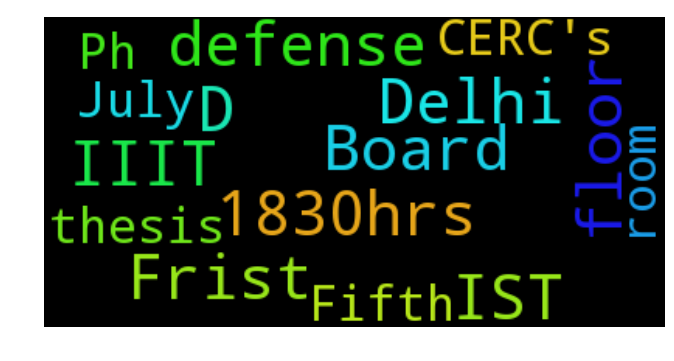 Ph defense CERC's
July D Delhi floor
IIIT Board room
thesis 1830hrs
Frist Fifth IST